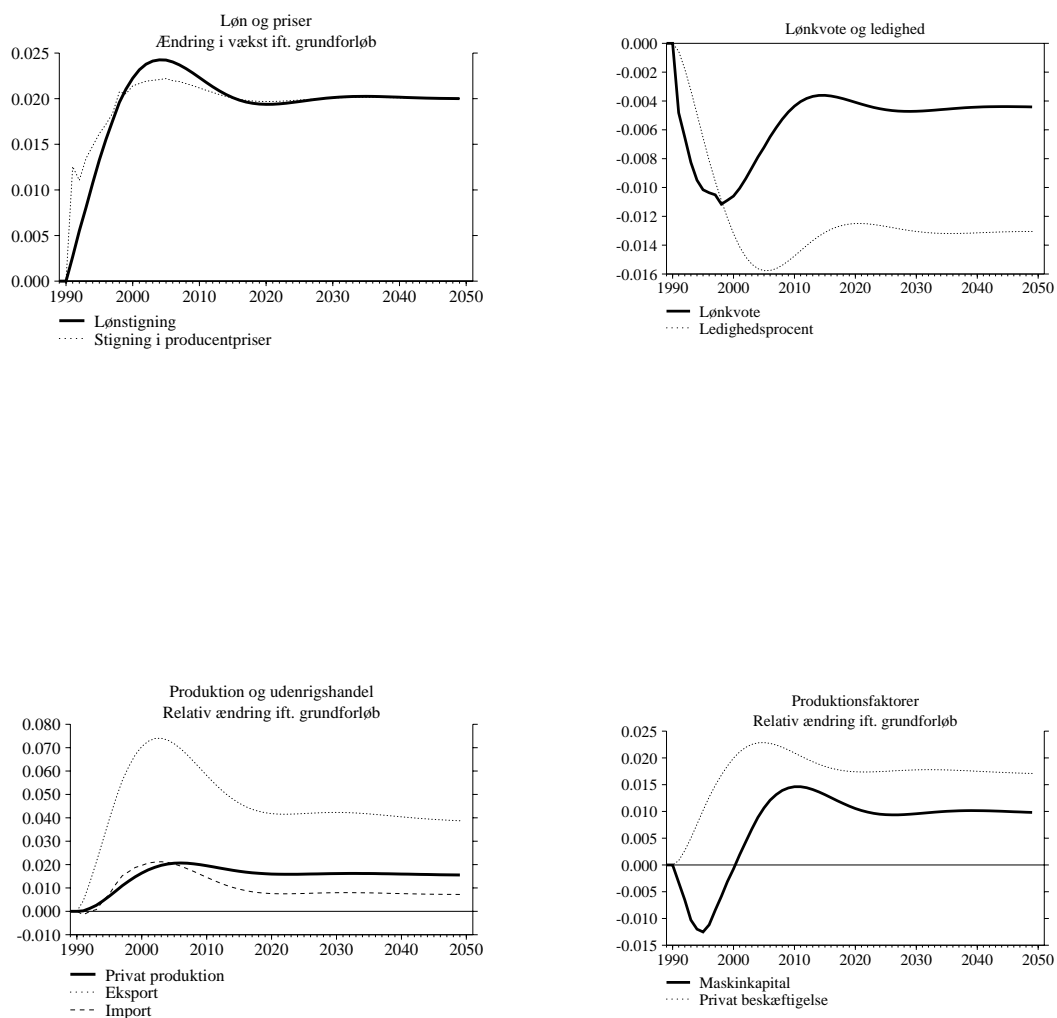 Løn og priser
Ændring i vækst ift. grundforløb
0.025
0.020
0.015
0.010
0.005
0.000
1990 2000 2010 2020 2030 2040 2050
Lønstigning
Stigning i producentpriser
Lønkvote og ledighed
0.000
-0.002
-0.004
-0.006
-0.008
-0.010
-0.012
-0.014
-0.016
1990 2000 2010 2020 2030 2040 2050
Lønkvote
Ledighedsprocent
Produktion og udenrigshandel
Relativ ændring ift. grundforløb
0.080
0.070
0.060
0.050
0.040
0.030
0.020
0.010
0.000
-0.010
1990 2000 2010 2020 2030 2040 2050
Privat produktion
Eksport
Import
Produktionsfaktorer
Relativ ændring ift. grundforløb
0.025
0.020
0.015
0.010
0.005
0.000
-0.005
-0.010
-0.015
1990 2000 2010 2020 2030 2040 2050
Maskinkapital
Privat beskæftigelse